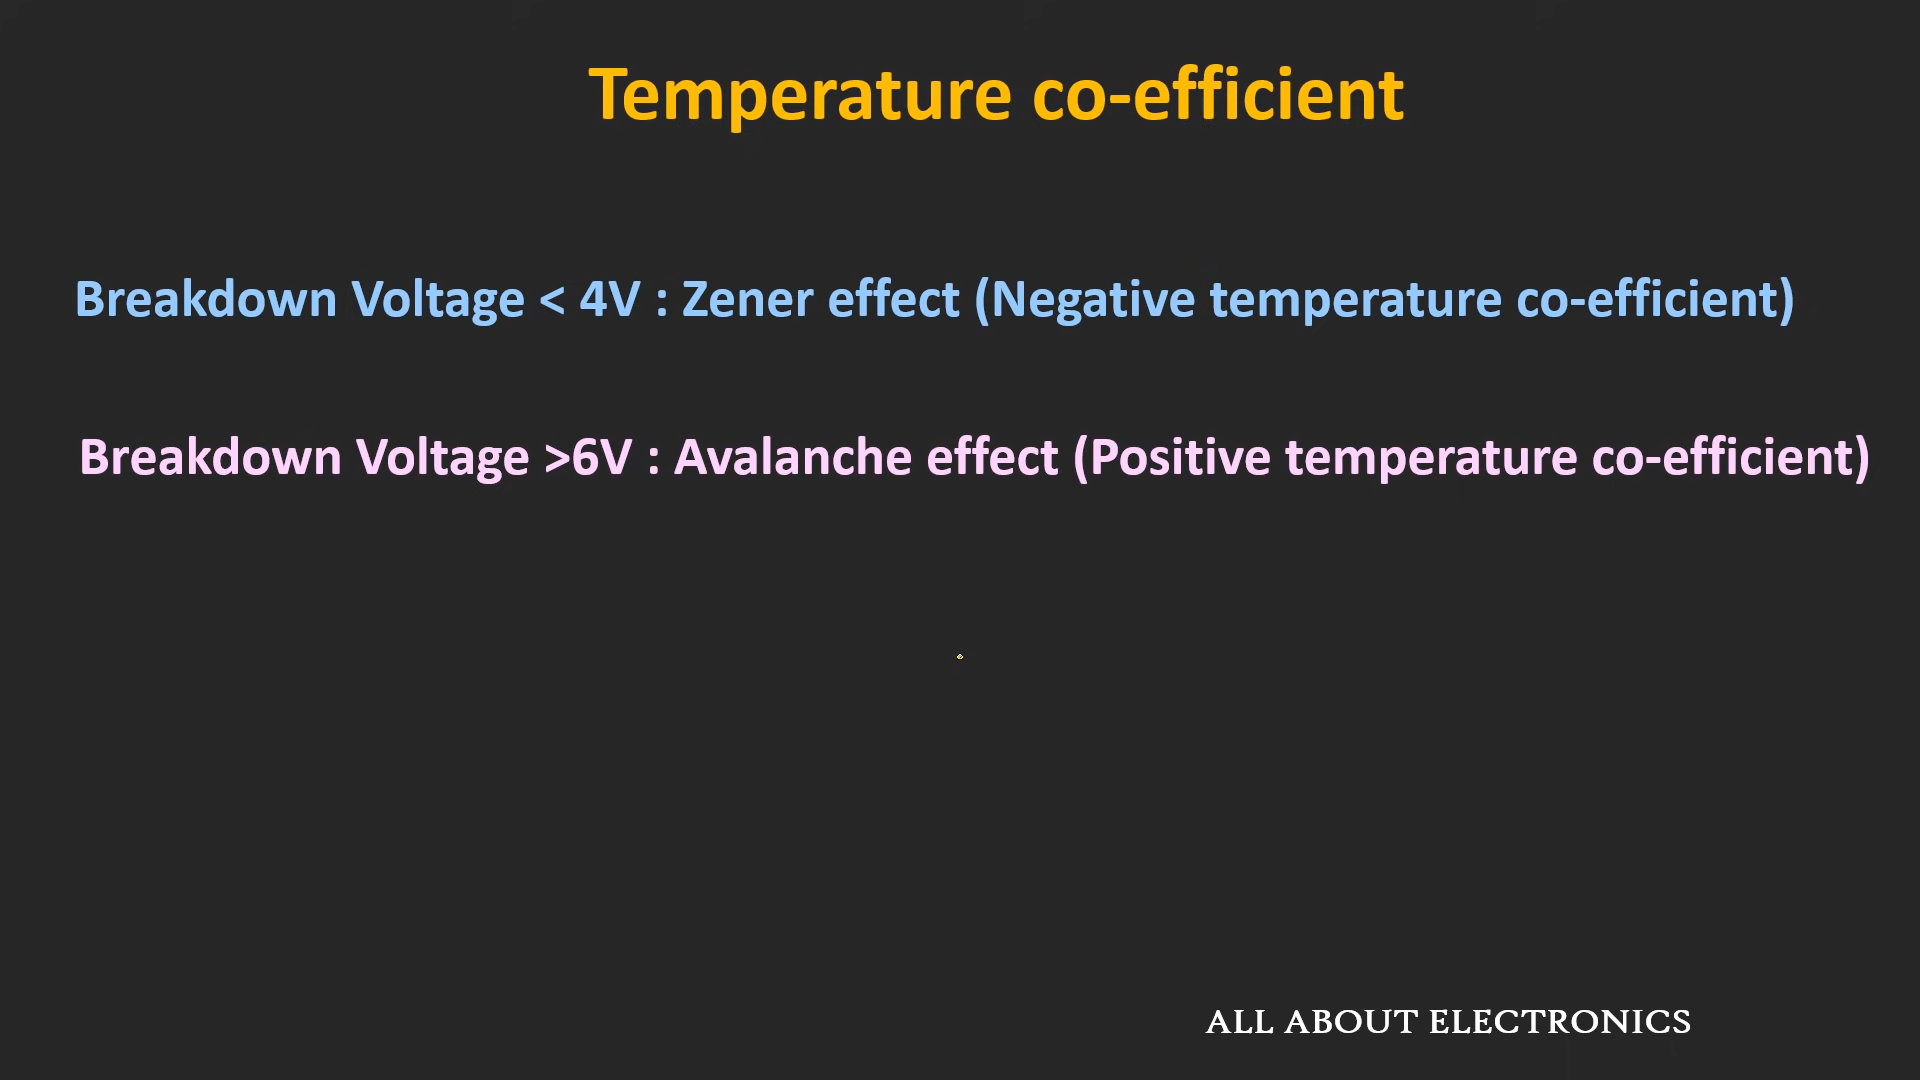 Temperature co-efficient
Breakdown Voltage < 4V : Zener effect (Negative temperature co-efficient)
Breakdown Voltage >6V : Avalanche effect (Positive temperature co-efficient)
ALL ABOUT ELECTRONICS